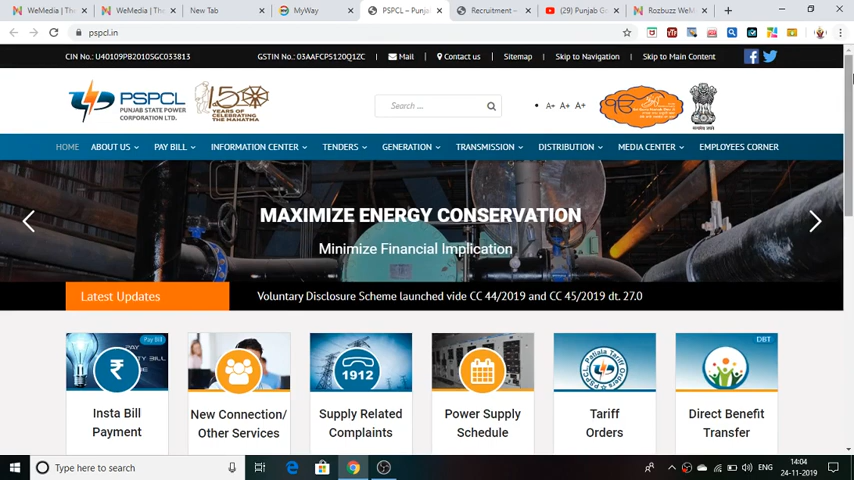 WeMedia | The
WeMedia | The
New Tab
MyWay
PSPCL – Punja
Recruitment –
(29) Punjab G
Rozbuzz WeM
pspcl.in
CIN No.: U40109PB2010SGC033813 GSTIN No.: 03AAFCP5120Q1ZC Mail Contact us Sitemap Skip to Navigation Skip to Main Content
PSPCL
PUNJAB STATE POWER
CORPORATION LTD.
150
YEARS OF
CELEBRATING
THE MAHATMA
Search ...
A+ A+ A+
HOME ABOUT US PAY BILL INFORMATION CENTER TENDERS GENERATION TRANSMISSION DISTRIBUTION MEDIA CENTER EMPLOYEES CORNER
MAXIMIZE ENERGY CONSERVATION
Minimize Financial Implication
Latest Updates Voluntary Disclosure Scheme launched vide CC 44/2019 and CC 45/2019 dt. 27.0
Pay Bill
1912
Patiala Tariff Orders
PSPCL
DBT
Insta Bill
Payment
New Connection/
Other Services
Supply Related
Complaints
Power Supply
Schedule
Tariff
Orders
Direct Benefit
Transfer
Type here to search
ENG
14:04
24-11-2019